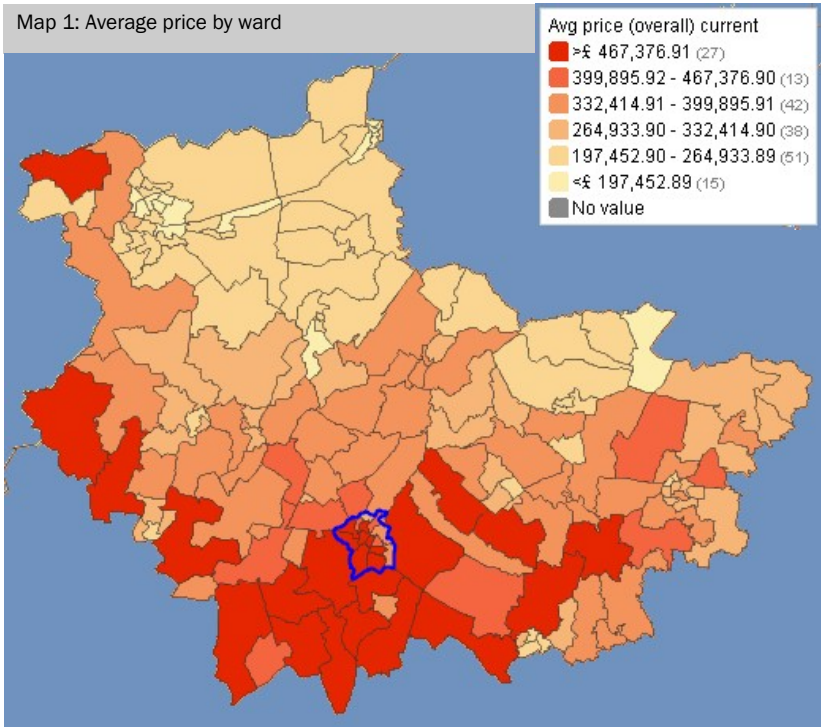 Map 1: Average price by ward
Avg price (overall) current
>£ 467,376.91 (27)
399,895.92 - 467,376.90 (13)
332,414.91 - 399,895.91 (42)
264,933.90 - 332,414.90 (38)
197,452.90 - 264,933.89 (51)
<£ 197,452.89 (15)
No value